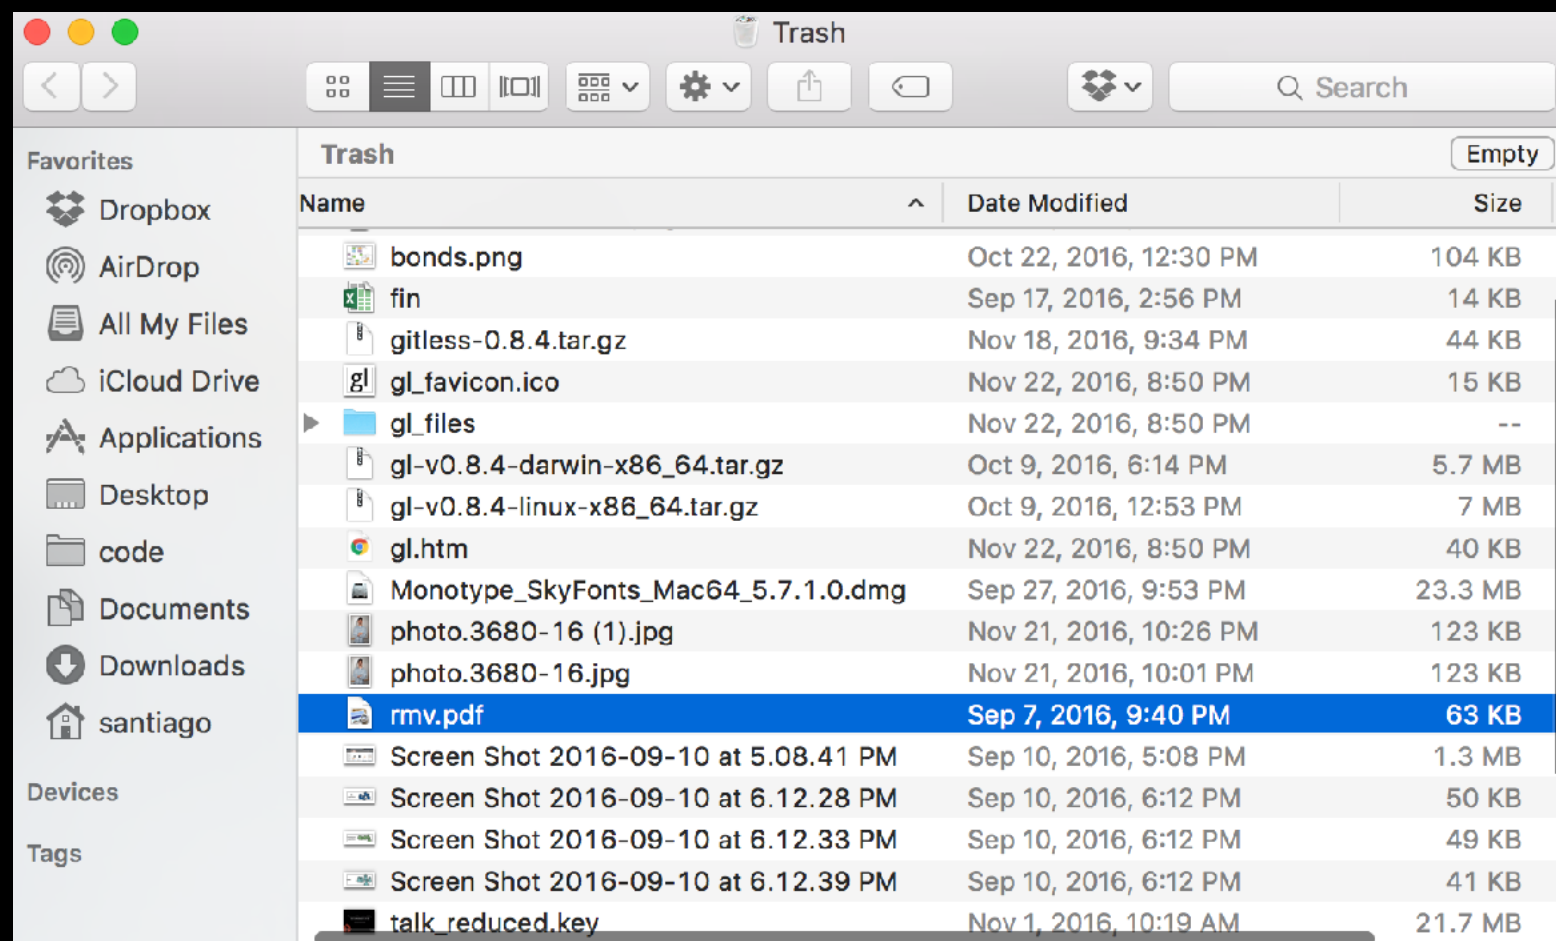 Trash
Search
Favorites
Dropbox
AirDrop
All My Files
iCloud Drive
Applications
Desktop
code
Documents
Downloads
santiago
Devices
Tags
Trash Empty
Name Date Modified Size
bonds.png Oct 22, 2016, 12:30 PM 104 KB
fin Sep 17, 2016, 2:56 PM 14 KB
gitless-0.8.4.tar.gz Nov 18, 2016, 9:34 PM 44 KB
gl gl_favicon.ico Nov 22, 2016, 8:50 PM 15 KB
gl_files Nov 22, 2016, 8:50 PM --
gl-v0.8.4-darwin-x86_64.tar.gz Oct 9, 2016, 6:14 PM 5.7 MB
gl-v0.8.4-linux-x86_64.tar.gz Oct 9, 2016, 12:53 PM 7 MB
gl.htm Nov 22, 2016, 8:50 PM 40 KB
Monotype_SkyFonts_Mac64_5.7.1.0.dmg Sep 27, 2016, 9:53 PM 23.3 MB
photo.3680-16 (1).jpg Nov 21, 2016, 10:26 PM 123 KB
photo.3680-16.jpg Nov 21, 2016, 10:01 PM 123 KB
rmv.pdf Sep 7, 2016, 9:40 PM 63 KB
Screen Shot 2016-09-10 at 5.08.41 PM Sep 10, 2016, 5:08 PM 1.3 MB
Screen Shot 2016-09-10 at 6.12.28 PM Sep 10, 2016, 6:12 PM 50 KB
Screen Shot 2016-09-10 at 6.12.33 PM Sep 10, 2016, 6:12 PM 49 KB
Screen Shot 2016-09-10 at 6.12.39 PM Sep 10, 2016, 6:12 PM 41 KB
talk_reduced.key Nov 1, 2016, 10:19 AM 21.7 MB